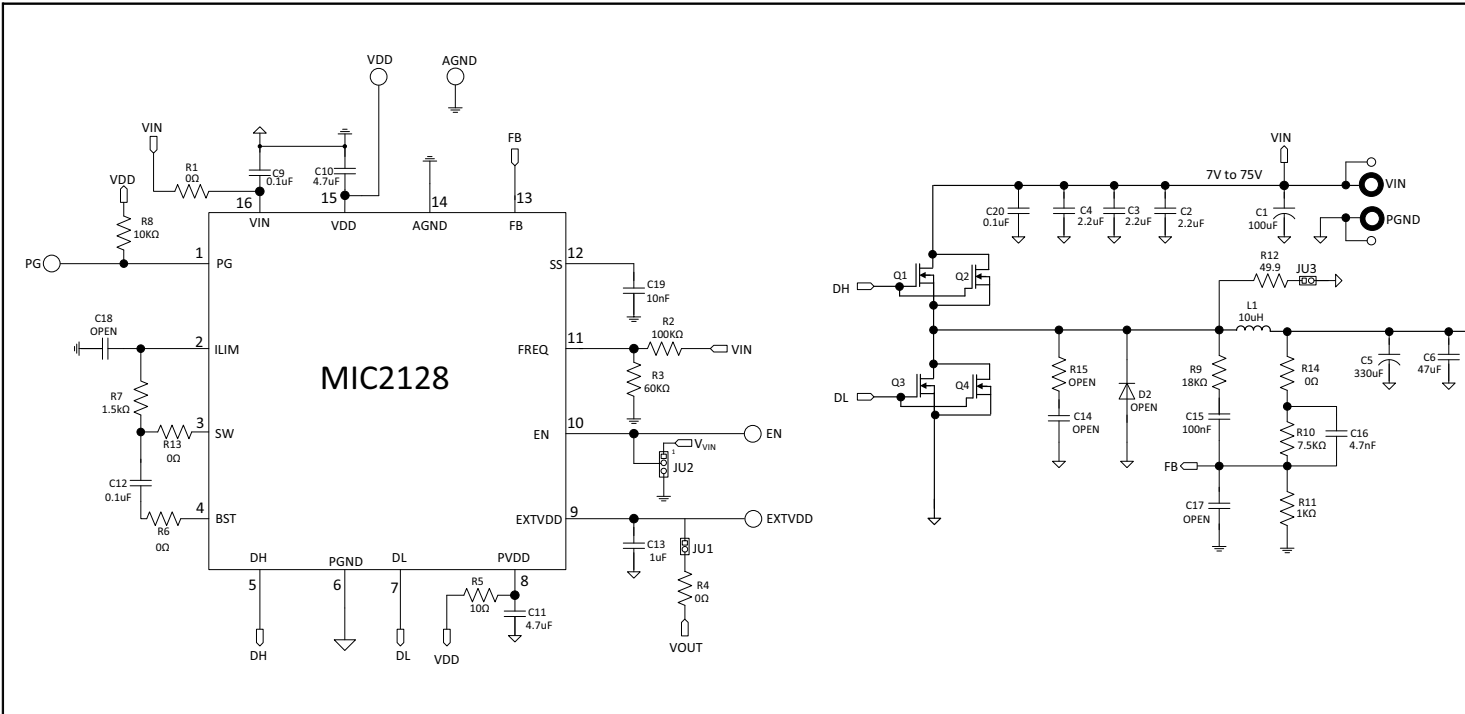 VDD
AGND
VIN
FB
VDD
R1
0Ω
C9
0.1uF
C10
4.7uF
R8
10KΩ
16
15
14
13
VIN
VDD
AGND
FB
PG
1
PG
12
SS
C19
10nF
C18
OPEN
2
ILIM
R7
1.5kΩ
MIC2128
FREQ
11
R2
100KΩ
VIN
R3
60KΩ
3
SW
R13
0Ω
EN
10
EN
VVIN
1
JU2
C12
0.1uF
4
BST
R6
0Ω
EXTVDD
9
EXTVDD
C13
1uF
JU1
R4
0Ω
VOUT
DH
PGND
DL
PVDD
5
6
7
8
R5
10Ω
C11
4.7uF
DH
DL
VDD
VIN
7V to 75V
VIN
PGND
C20
0.1uF
C4
2.2uF
C3
2.2uF
C2
2.2uF
C1
100uF
R12
49.9
JU3
DH
Q1
Q2
L1
10uH
DL
Q3
Q4
R15
OPEN
C14
OPEN
D2
OPEN
R9
18KΩ
C15
100nF
R14
0Ω
C5
330uF
C6
47uF
R10
7.5KΩ
C16
4.7nF
FB
C17
OPEN
R11
1KΩ